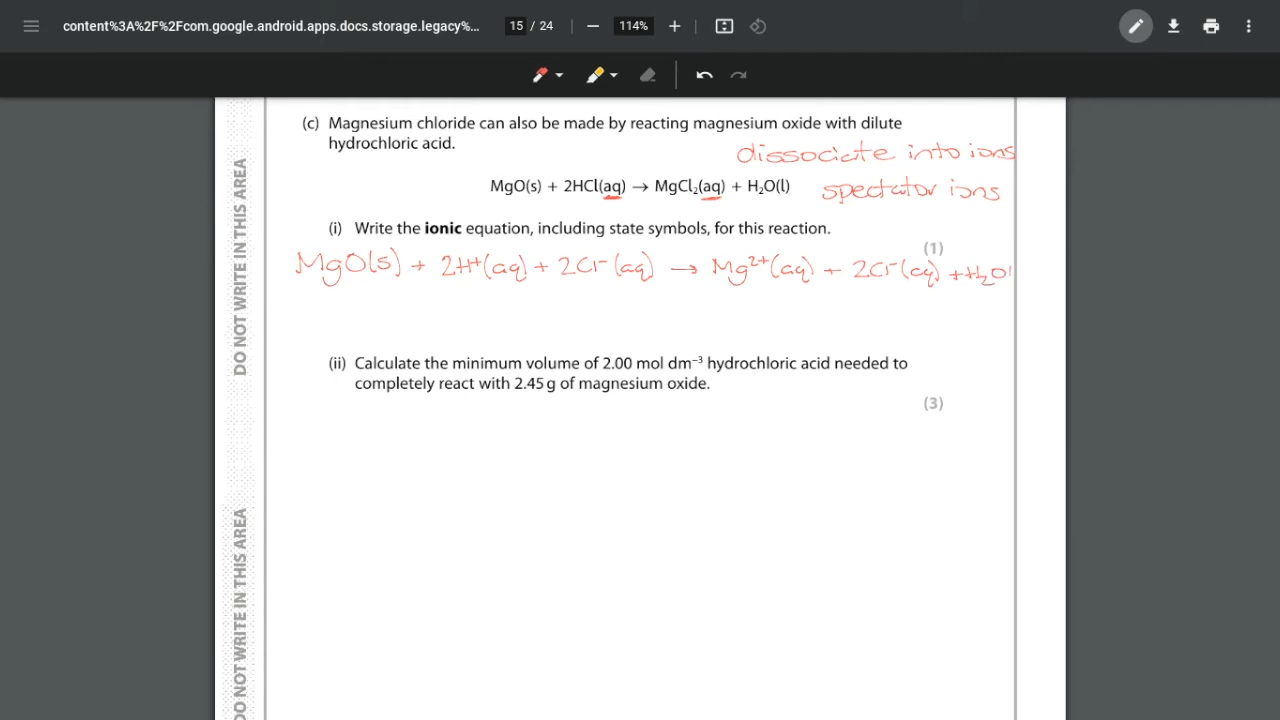 content%3A%2F%2Fcom.google.android.apps.docs.storage.legacy%... 15 / 24 114%
(c) Magnesium chloride can also be made by reacting magnesium oxide with dilute
hydrochloric acid.
dissociate into ions
MgO(s) + 2HCl(aq) → MgCl₂(aq) + H₂O(l)
spectator ions
(i) Write the ionic equation, including state symbols, for this reaction.
(1)
MgO(s) + 2H⁺(aq) + 2Cl⁻(aq) → Mg²⁺(aq) + 2Cl⁻(aq) + H₂O(
(ii) Calculate the minimum volume of 2.00 mol dm⁻³ hydrochloric acid needed to
completely react with 2.45 g of magnesium oxide.
(3)
DO NOT WRITE IN THIS AREA
DO NOT WRITE IN THIS AREA